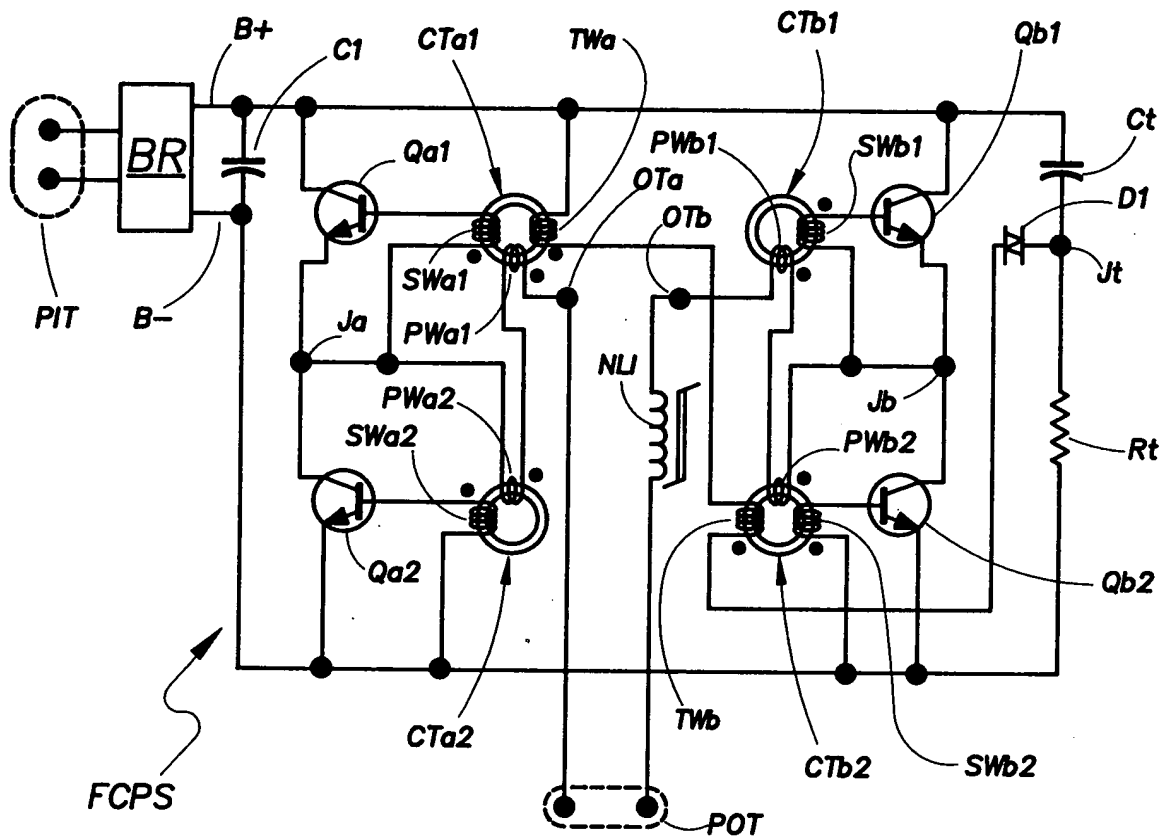 B+
C1
CTa1
TWa
CTb1
Qb1
Ct
BR
Qa1
PWb1
SWb1
OTa
D1
OTb
SWa1
Jt
PIT
B-
Ja
PWa1
NLI
PWa2
Jb
SWa2
PWb2
Rt
Qa2
Qb2
TWb
CTa2
CTb2
SWb2
FCPS
POT